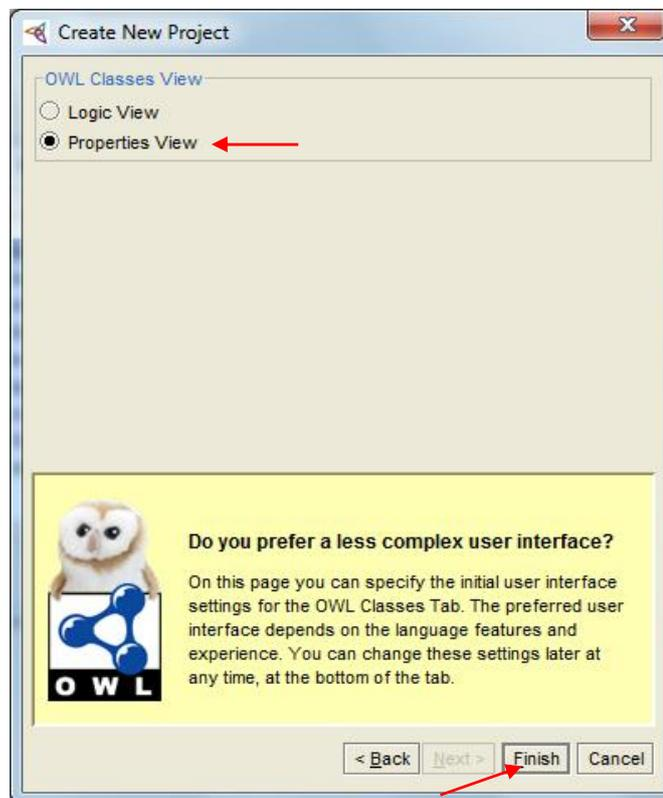 Create New Project
OWL Classes View
Logic View
Properties View
Do you prefer a less complex user interface?
On this page you can specify the initial user interface
settings for the OWL Classes Tab. The preferred user
interface depends on the language features and
experience. You can change these settings later at
any time, at the bottom of the tab.
OWL
< Back Next > Finish Cancel